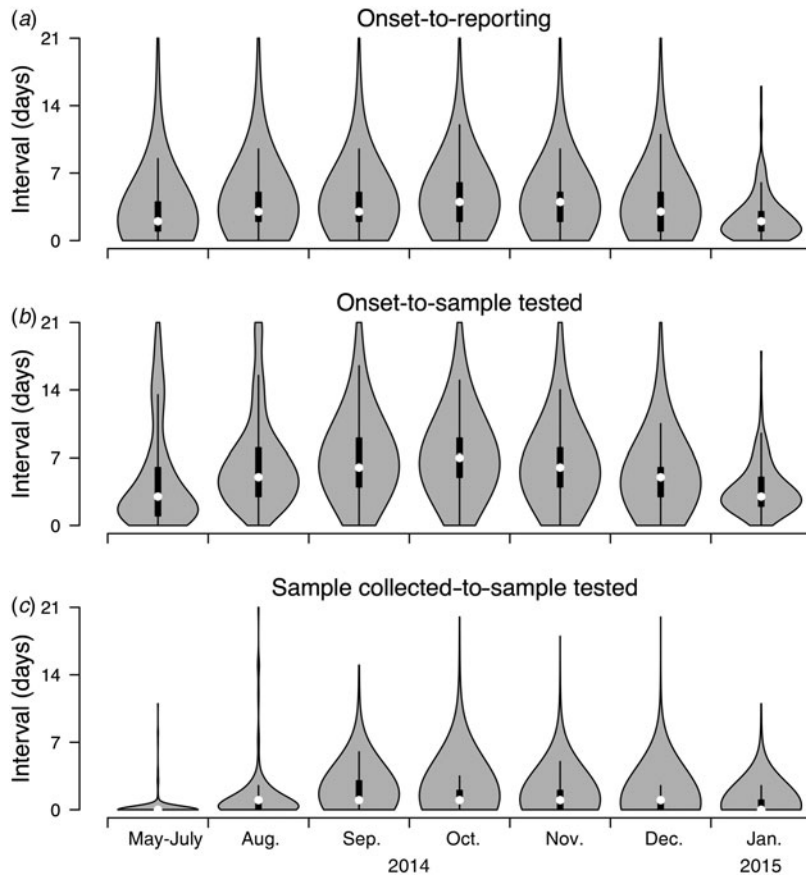 (a) Onset-to-reporting
21
14
7
0
Interval (days)
(b) Onset-to-sample tested
21
14
7
0
Interval (days)
(c) Sample collected-to-sample tested
21
14
7
0
Interval (days)
May-July Aug. Sep. Oct. Nov. Dec. Jan.
2014 2015